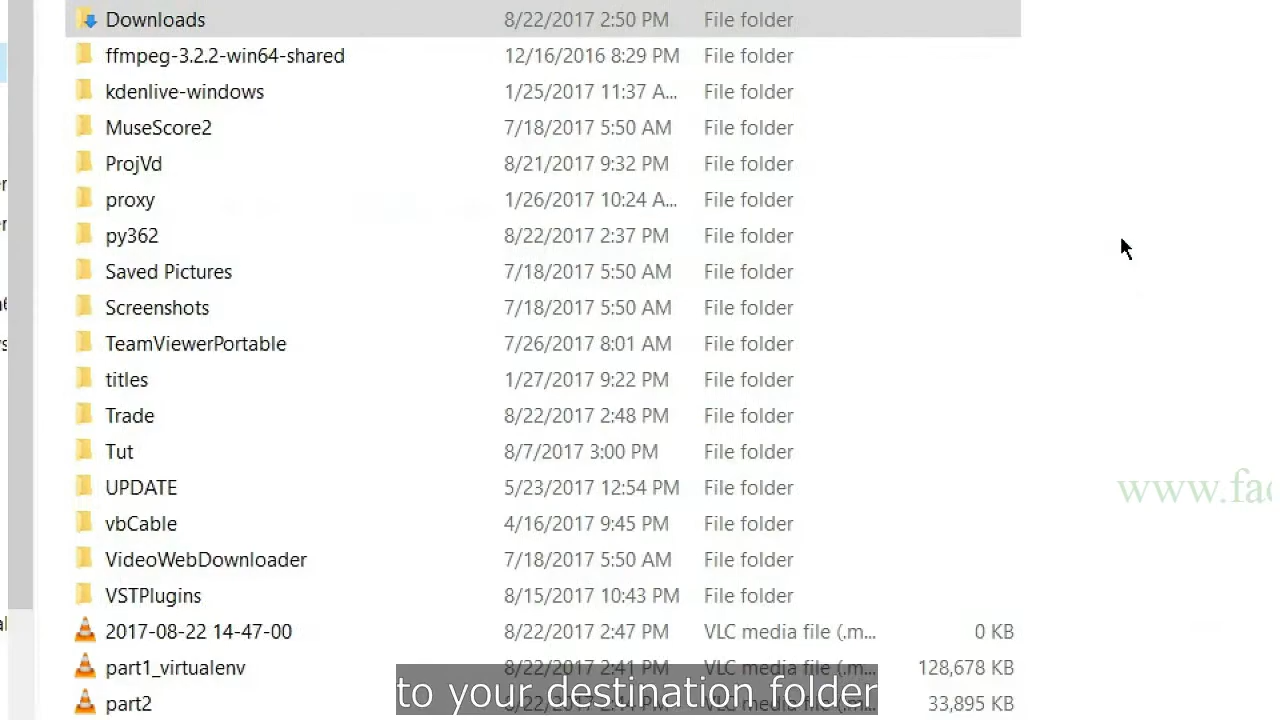 Downloads 8/22/2017 2:50 PM File folder
ffmpeg-3.2.2-win64-shared 12/16/2016 8:29 PM File folder
kdenlive-windows 1/25/2017 11:37 A... File folder
MuseScore2 7/18/2017 5:50 AM File folder
ProjVd 8/21/2017 9:32 PM File folder
proxy 1/26/2017 10:24 A... File folder
py362 8/22/2017 2:37 PM File folder
Saved Pictures 7/18/2017 5:50 AM File folder
Screenshots 7/18/2017 5:50 AM File folder
TeamViewerPortable 7/26/2017 8:01 AM File folder
titles 1/27/2017 9:22 PM File folder
Trade 8/22/2017 2:48 PM File folder
Tut 8/7/2017 3:00 PM File folder
UPDATE 5/23/2017 12:54 PM File folder
www.fac
vbCable 4/16/2017 9:45 PM File folder
VideoWebDownloader 7/18/2017 5:50 AM File folder
VSTPlugins 8/15/2017 10:43 PM File folder
2017-08-22 14-47-00 8/22/2017 2:47 PM VLC media file (.m... 0 KB
part1_virtualenv 8/22/2017 2:41 PM VLC media file (.m... 128,678 KB
part2 33,895 KB
to your destination folder